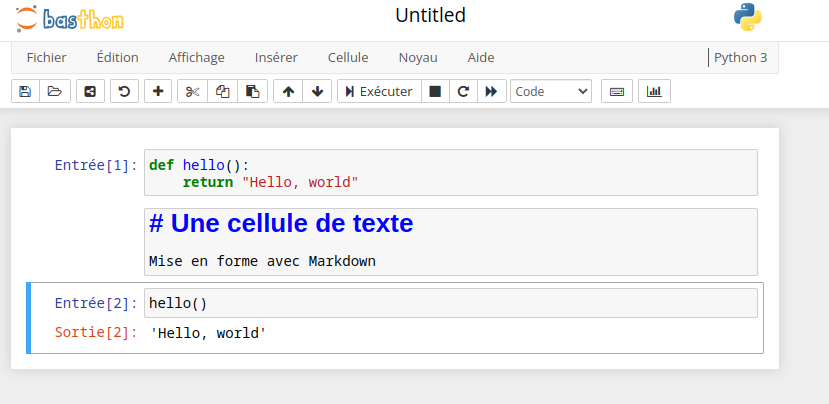 basthon
Untitled
Fichier Édition Affichage Insérer Cellule Noyau Aide Python 3
Exécuter Code
Entrée[1]: def hello():
return "Hello, world"
# Une cellule de texte
Mise en forme avec Markdown
Entrée[2]: hello()
Sortie[2]: 'Hello, world'